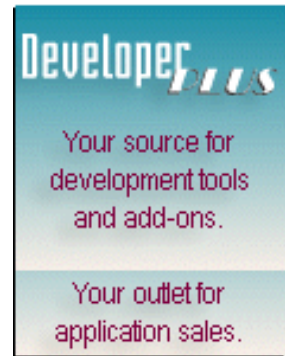 Developer
PLUS
Your source for
development tools
and add-ons.
Your outlet for
application sales.